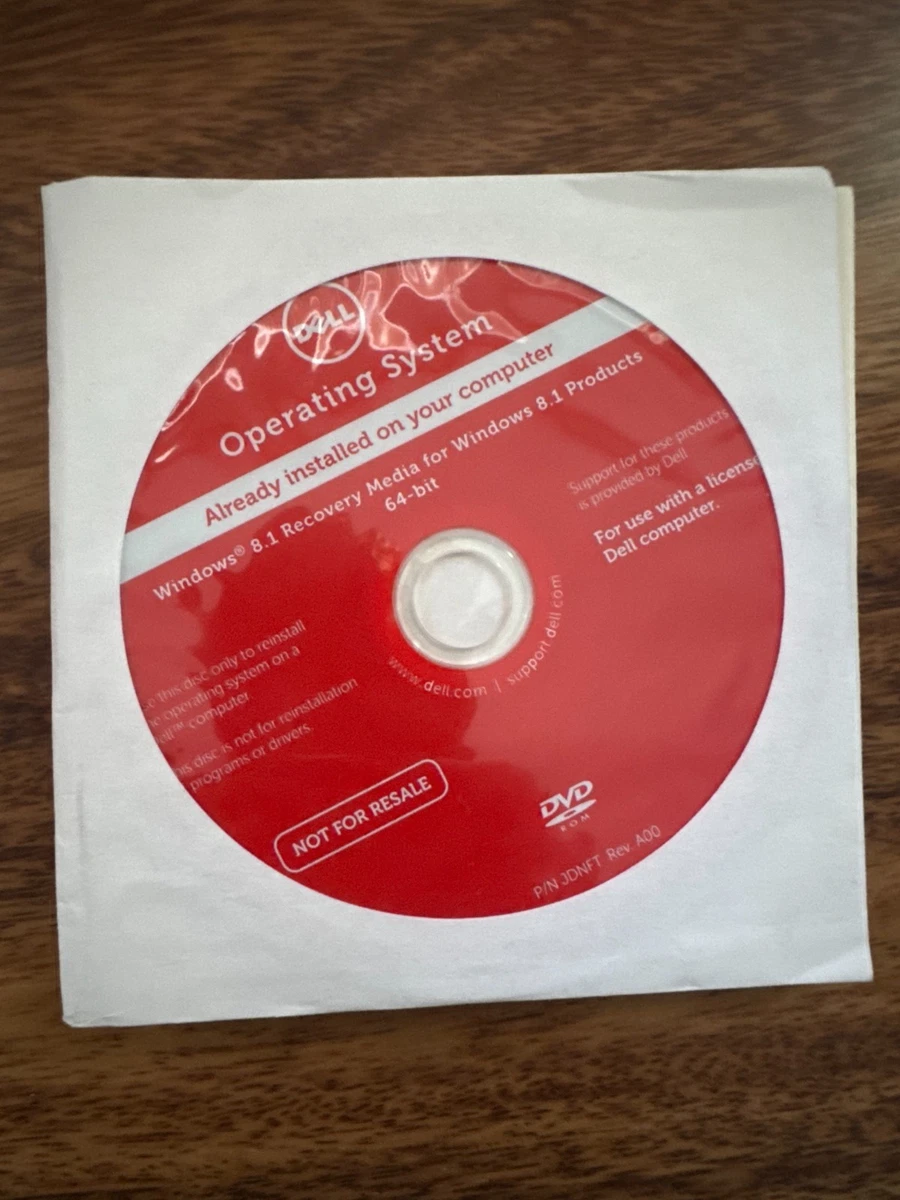 DELL
Operating System
Already installed on your computer
Windows® 8.1 Recovery Media for Windows 8.1 Products
64-bit
Support for these products
is provided by Dell
For use with a license
Dell computer.
this disc only to reinstall
operating system on a
computer.
disc is not for reinstallation
programs or drivers.
www.dell.com | support.dell.com
NOT FOR RESALE
DVD
ROM
P/N JDNFT Rev. A00